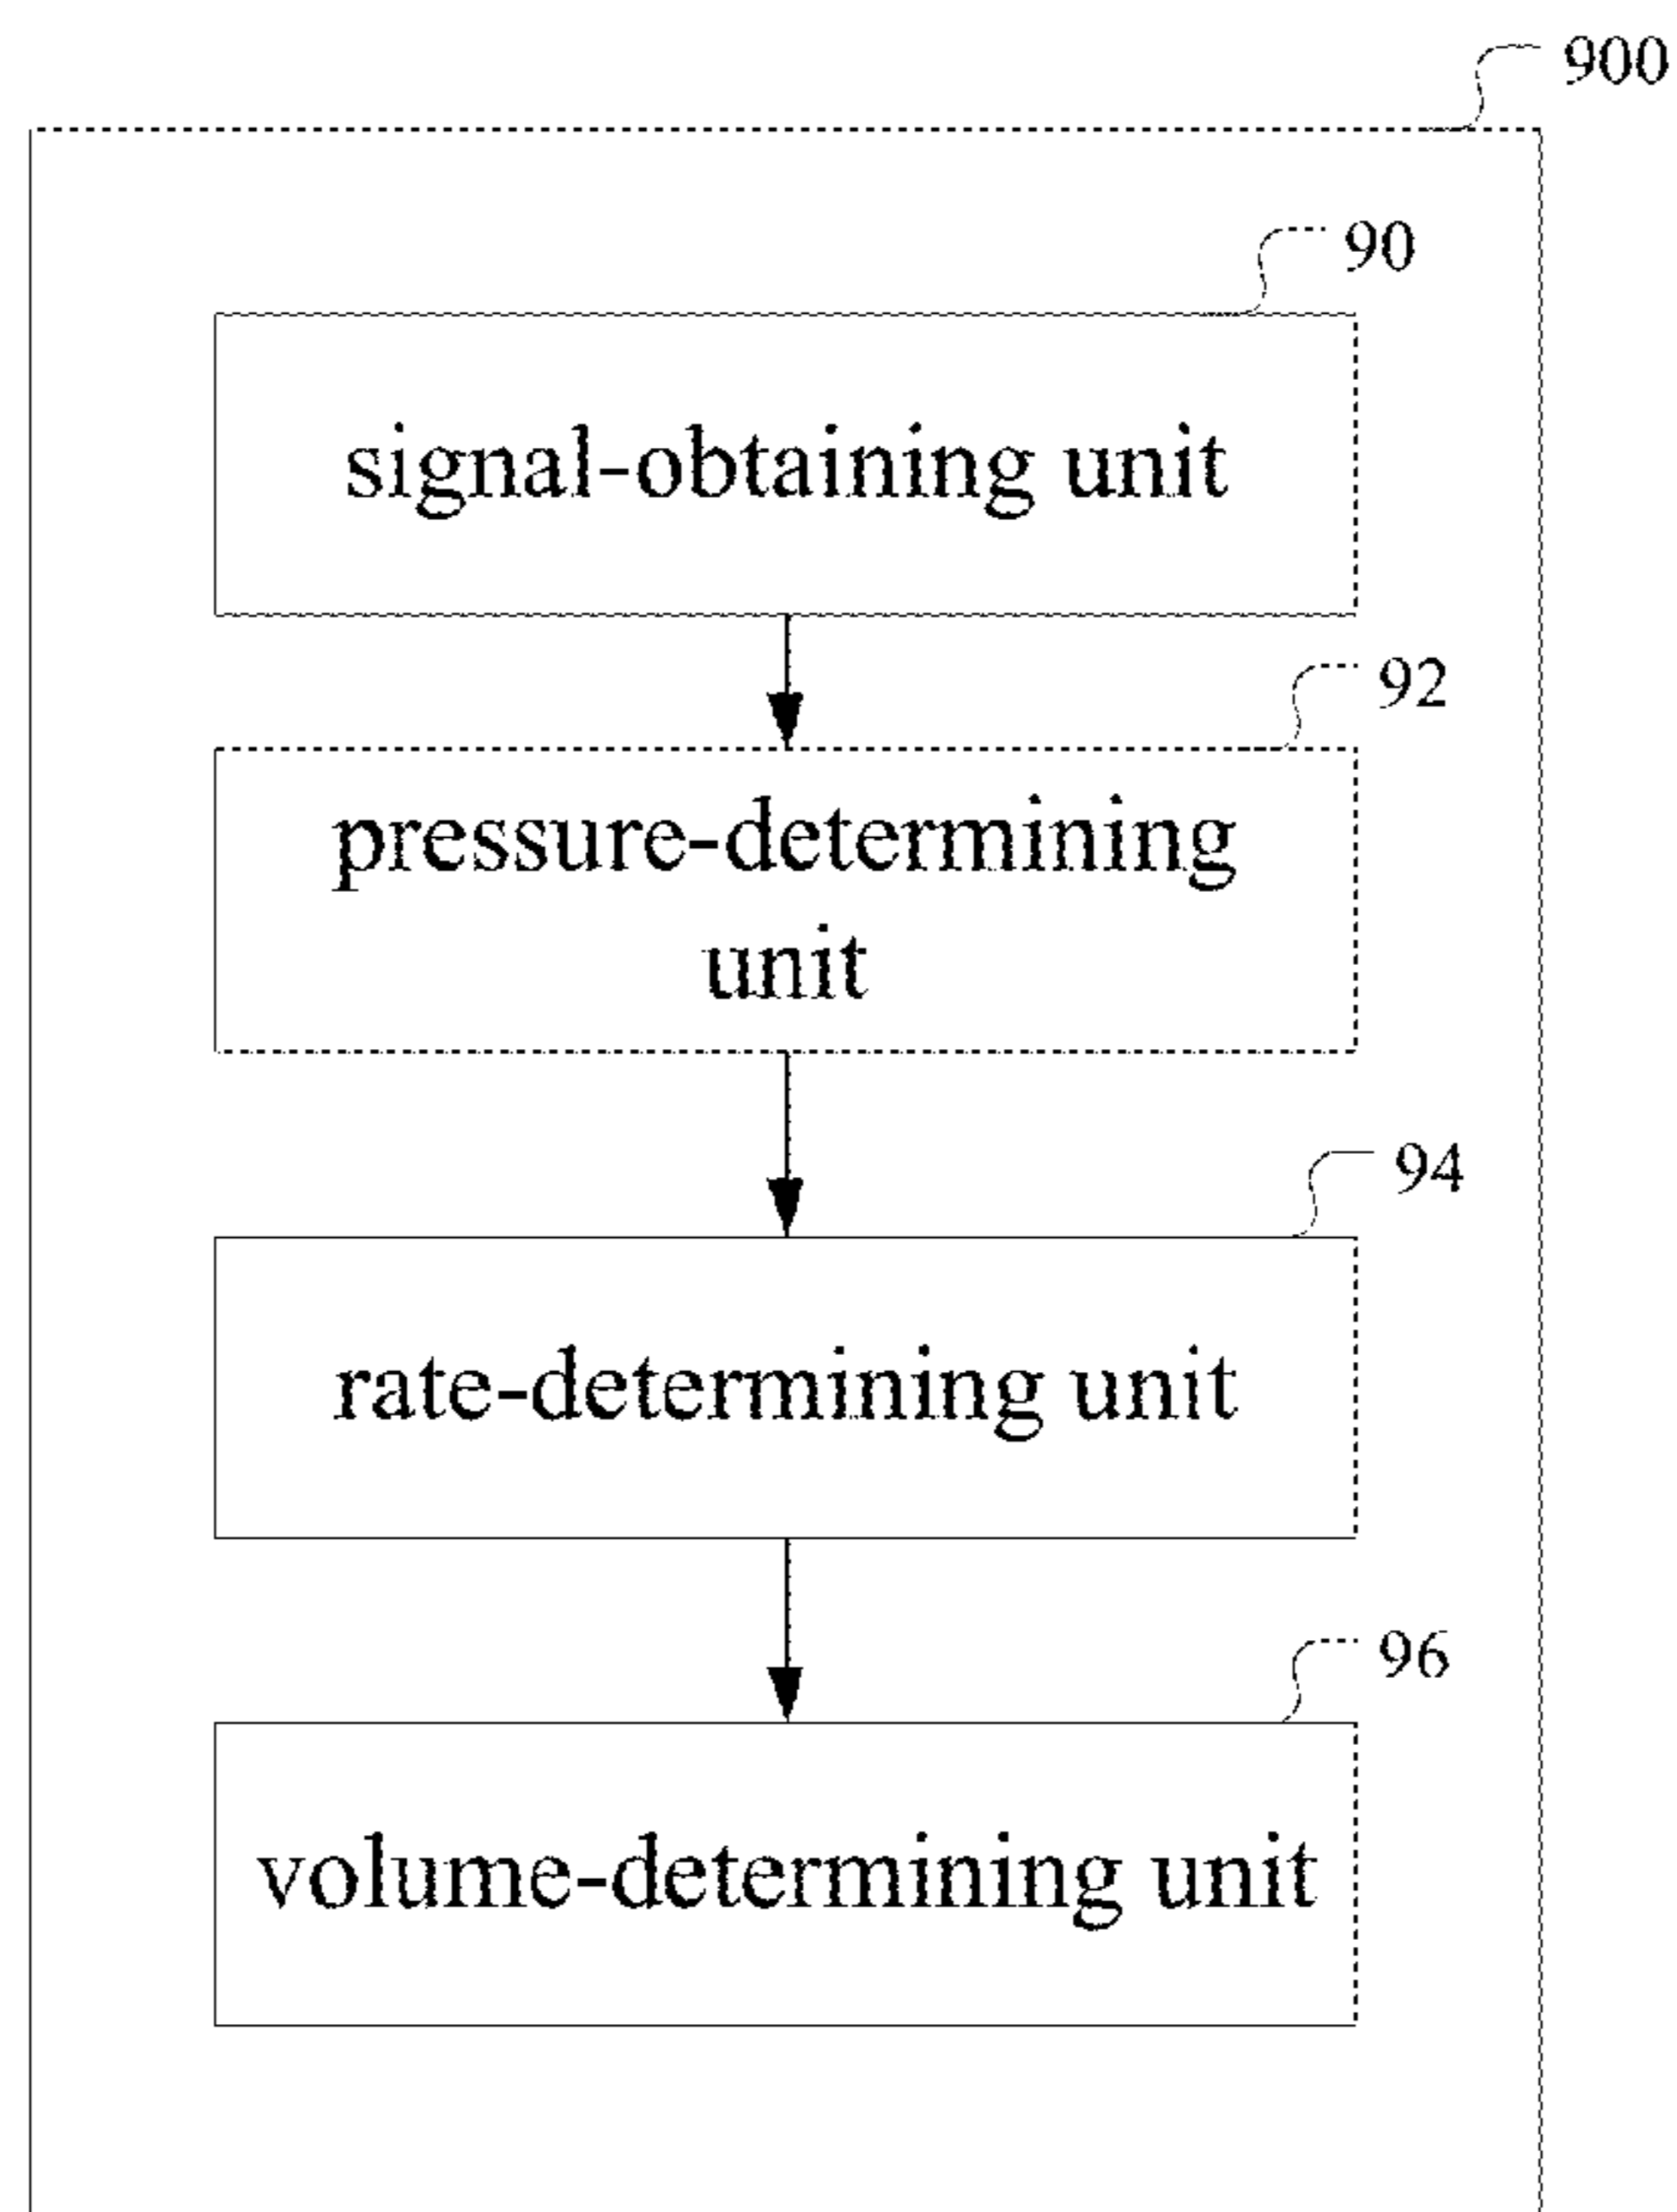 900
90
signal-obtaining unit
92
pressure-determining
unit
94
rate-determining unit
96
volume-determining unit